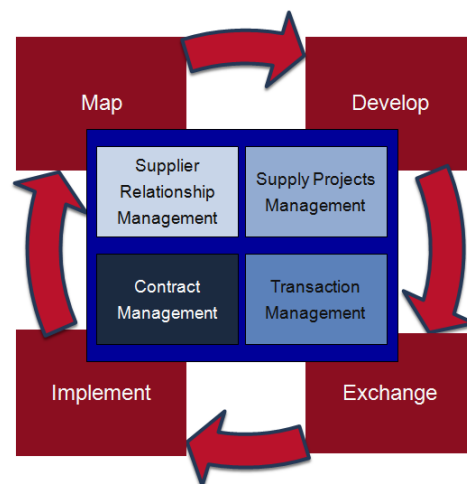 Map
Develop
Supplier
Relationship
Management
Supply Projects
Management
Contract
Management
Transaction
Management
Implement
Exchange